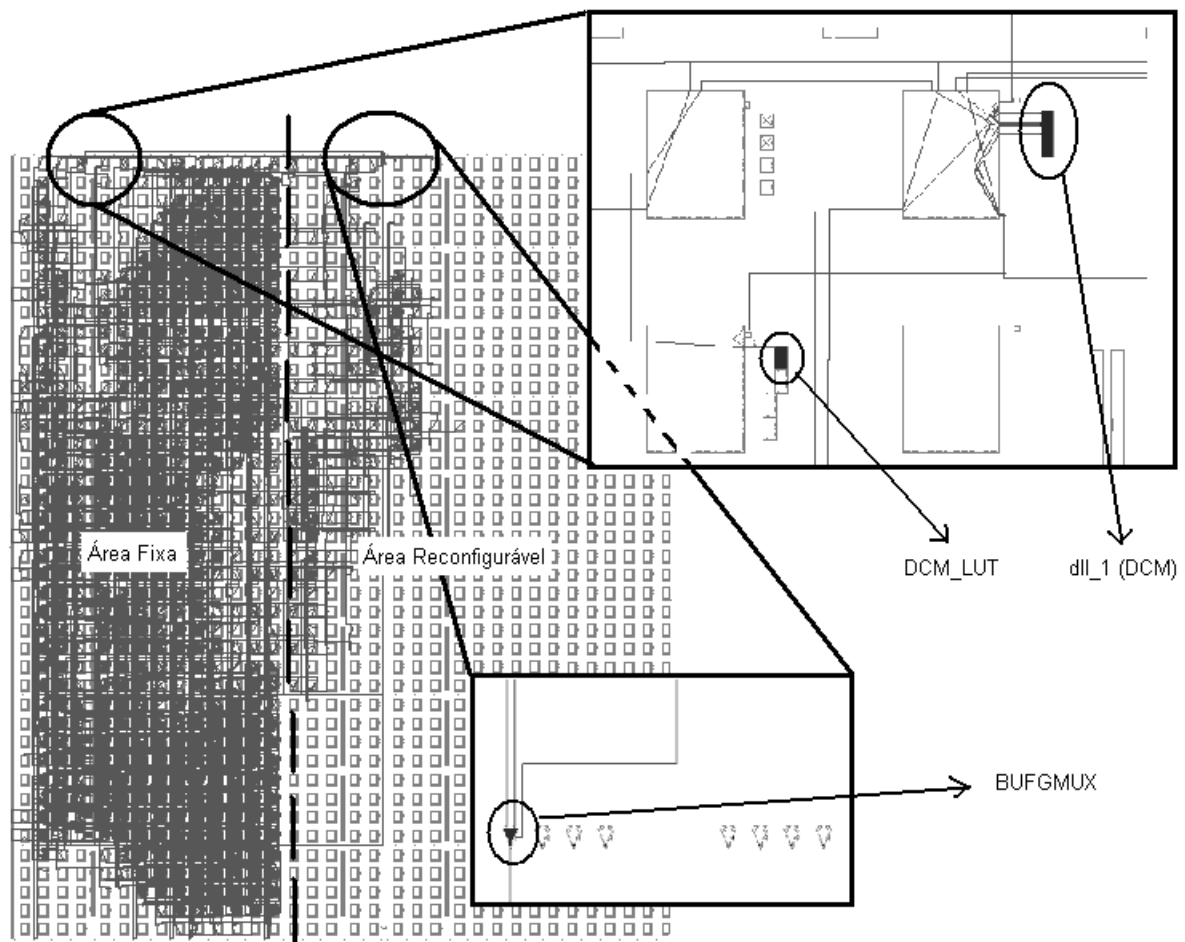 Área Fixa
Área Reconfigurável
DCM_LUT
dll_1 (DCM)
BUFGMUX